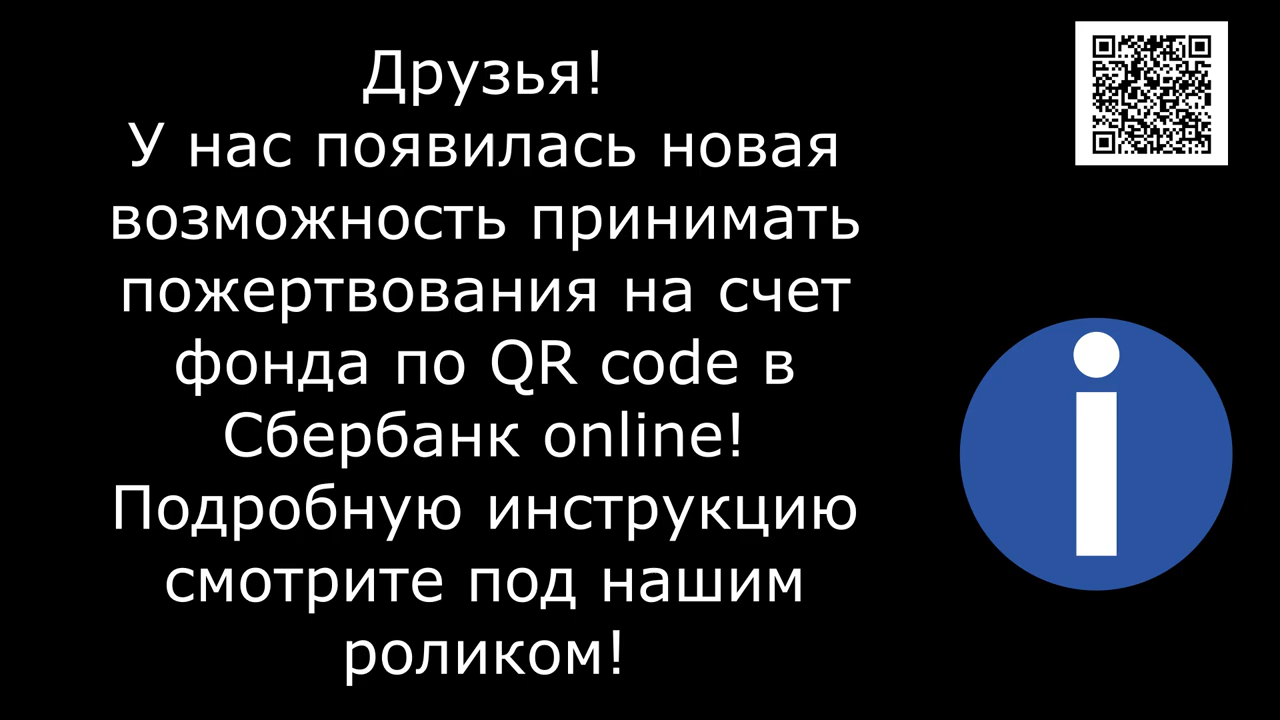 Друзья!
У нас появилась новая
возможность принимать
пожертвования на счет
фонда по QR code в
Сбербанк online!
Подробную инструкцию
смотрите под нашим
роликом!